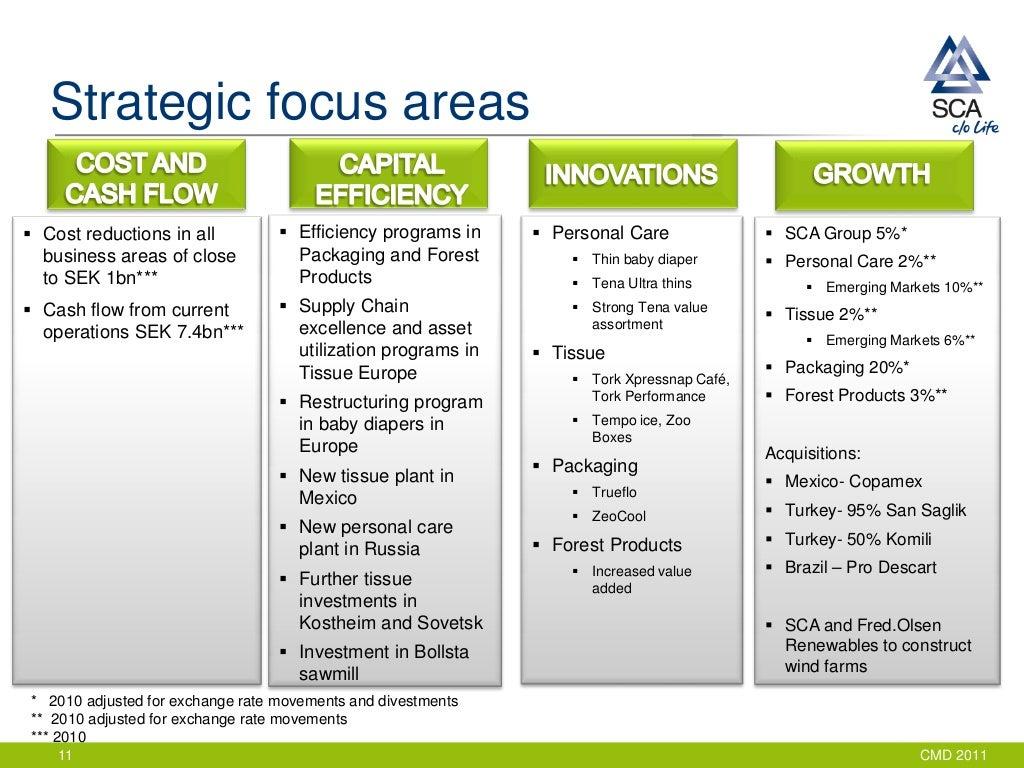 Strategic focus areas
SCA
c/o Life
COST AND
CASH FLOW
▪ Cost reductions in all
business areas of close
to SEK 1bn***
▪ Cash flow from current
operations SEK 7.4bn***
CAPITAL
EFFICIENCY
▪ Efficiency programs in
Packaging and Forest
Products
▪ Supply Chain
excellence and asset
utilization programs in
Tissue Europe
▪ Restructuring program
in baby diapers in
Europe
▪ New tissue plant in
Mexico
▪ New personal care
plant in Russia
▪ Further tissue
investments in
Kostheim and Sovetsk
▪ Investment in Bollsta
sawmill
INNOVATIONS
▪ Personal Care
▪ Thin baby diaper
▪ Tena Ultra thins
▪ Strong Tena value
assortment
▪ Tissue
▪ Tork Xpressnap Café,
Tork Performance
▪ Tempo ice, Zoo
Boxes
▪ Packaging
▪ Trueflo
▪ ZeoCool
▪ Forest Products
▪ Increased value
added
GROWTH
▪ SCA Group 5%*
▪ Personal Care 2%**
▪ Emerging Markets 10%**
▪ Tissue 2%**
▪ Emerging Markets 6%**
▪ Packaging 20%*
▪ Forest Products 3%**
Acquisitions:
▪ Mexico- Copamex
▪ Turkey- 95% San Saglik
▪ Turkey- 50% Komili
▪ Brazil – Pro Descart
▪ SCA and Fred.Olsen
Renewables to construct
wind farms
* 2010 adjusted for exchange rate movements and divestments
** 2010 adjusted for exchange rate movements
*** 2010
11
CMD 2011